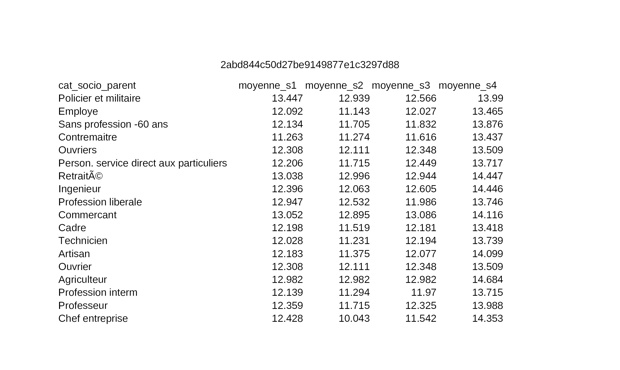 2abd844c50d27be9149877e1c3297d88
cat_socio_parent moyenne_s1 moyenne_s2 moyenne_s3 moyenne_s4
Policier et militaire 13.447 12.939 12.566 13.99
Employe 12.092 11.143 12.027 13.465
Sans profession -60 ans 12.134 11.705 11.832 13.876
Contremaitre 11.263 11.274 11.616 13.437
Ouvriers 12.308 12.111 12.348 13.509
Person. service direct aux particuliers 12.206 11.715 12.449 13.717
RetraitÃ© 13.038 12.996 12.944 14.447
Ingenieur 12.396 12.063 12.605 14.446
Profession liberale 12.947 12.532 11.986 13.746
Commercant 13.052 12.895 13.086 14.116
Cadre 12.198 11.519 12.181 13.418
Technicien 12.028 11.231 12.194 13.739
Artisan 12.183 11.375 12.077 14.099
Ouvrier 12.308 12.111 12.348 13.509
Agriculteur 12.982 12.982 12.982 14.684
Profession interm 12.139 11.294 11.97 13.715
Professeur 12.359 11.715 12.325 13.988
Chef entreprise 12.428 10.043 11.542 14.353